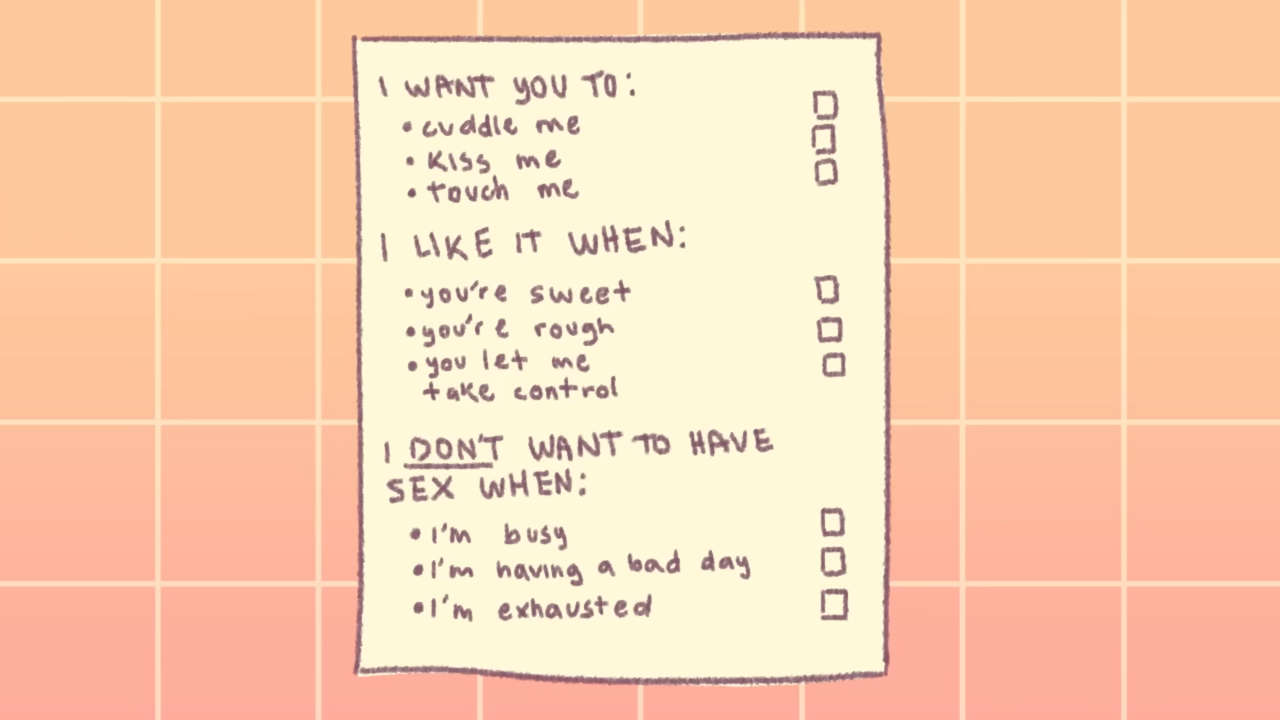 I WANT YOU TO:
• cuddle me
• kiss me
• touch me
I LIKE IT WHEN:
• you're sweet
• you're rough
• you let me
take control
I DON'T WANT TO HAVE
SEX WHEN:
• I'm busy
• I'm having a bad day
• I'm exhausted